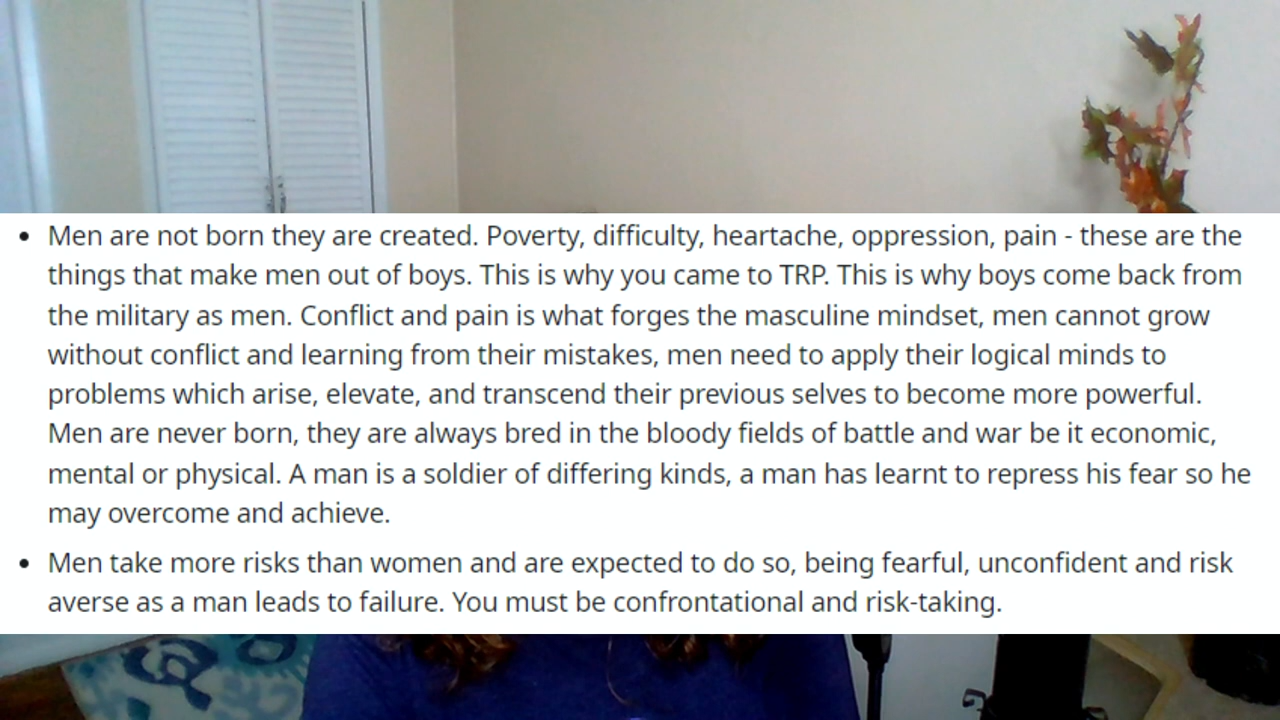 • Men are not born they are created. Poverty, difficulty, heartache, oppression, pain - these are the
things that make men out of boys. This is why you came to TRP. This is why boys come back from
the military as men. Conflict and pain is what forges the masculine mindset, men cannot grow
without conflict and learning from their mistakes, men need to apply their logical minds to
problems which arise, elevate, and transcend their previous selves to become more powerful.
Men are never born, they are always bred in the bloody fields of battle and war be it economic,
mental or physical. A man is a soldier of differing kinds, a man has learnt to repress his fear so he
may overcome and achieve.
• Men take more risks than women and are expected to do so, being fearful, unconfident and risk
averse as a man leads to failure. You must be confrontational and risk-taking.